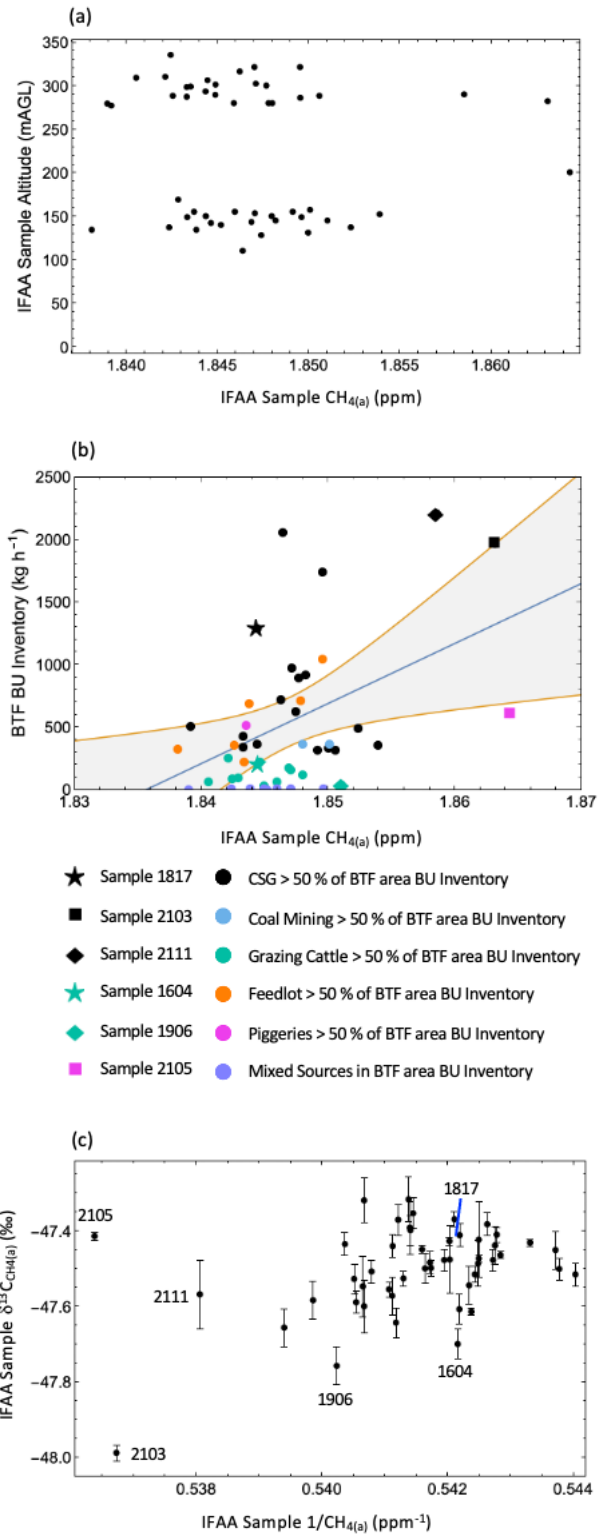 (a)
350
300
250
200
150
100
50
0
IFAA Sample Altitude (mAGL)
1.840 1.845 1.850 1.855 1.860
IFAA Sample CH4(a) (ppm)
(b)
2500
2000
1500
1000
500
0
BTF BU Inventory (kg h−1)
1.83 1.84 1.85 1.86 1.87
IFAA Sample CH4(a) (ppm)
Sample 1817 CSG > 50 % of BTF area BU Inventory
Sample 2103 Coal Mining > 50 % of BTF area BU Inventory
Sample 2111 Grazing Cattle > 50 % of BTF area BU Inventory
Sample 1604 Feedlot > 50 % of BTF area BU Inventory
Sample 1906 Piggeries > 50 % of BTF area BU Inventory
Sample 2105 Mixed Sources in BTF area BU Inventory
(c)
1817
2105
−47.4
2111
−47.6
1604
1906
−47.8
2103
−48.0
IFAA Sample δ13CCH4(a) (‰)
0.538 0.540 0.542 0.544
IFAA Sample 1/CH4(a) (ppm-1)